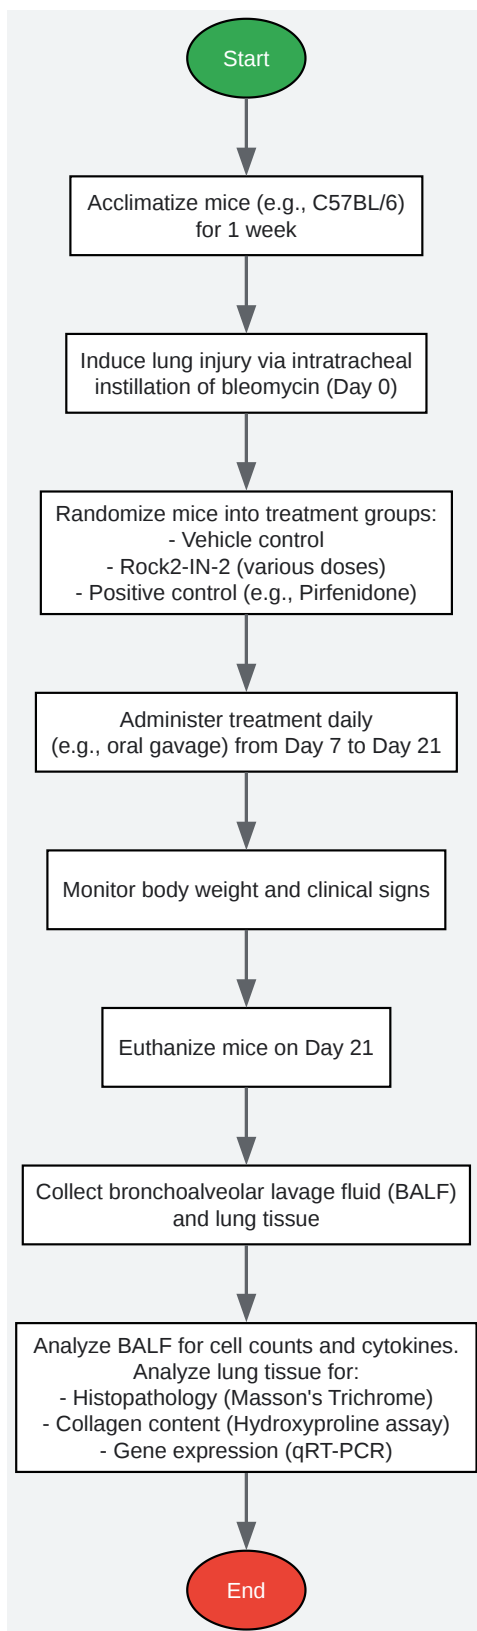 Start
Acclimatize mice (e.g., C57BL/6)
for 1 week
Induce lung injury via intratracheal
instillation of bleomycin (Day 0)
Randomize mice into treatment groups:
- Vehicle control
- Rock2-IN-2 (various doses)
- Positive control (e.g., Pirfenidone)
Administer treatment daily
(e.g., oral gavage) from Day 7 to Day 21
Monitor body weight and clinical signs
Euthanize mice on Day 21
Collect bronchoalveolar lavage fluid (BALF)
and lung tissue
Analyze BALF for cell counts and cytokines.
Analyze lung tissue for:
- Histopathology (Masson's Trichrome)
- Collagen content (Hydroxyproline assay)
- Gene expression (qRT-PCR)
End